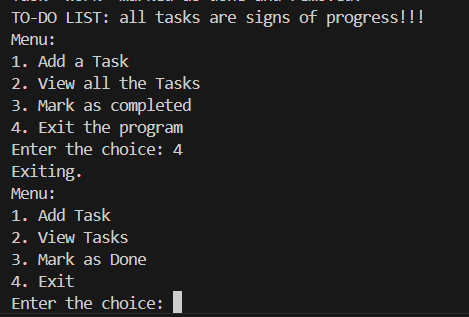 TO-DO LIST: all tasks are signs of progress!!!
Menu:
1. Add a Task
2. View all the Tasks
3. Mark as completed
4. Exit the program
Enter the choice: 4
Exiting.
Menu:
1. Add Task
2. View Tasks
3. Mark as Done
4. Exit
Enter the choice: